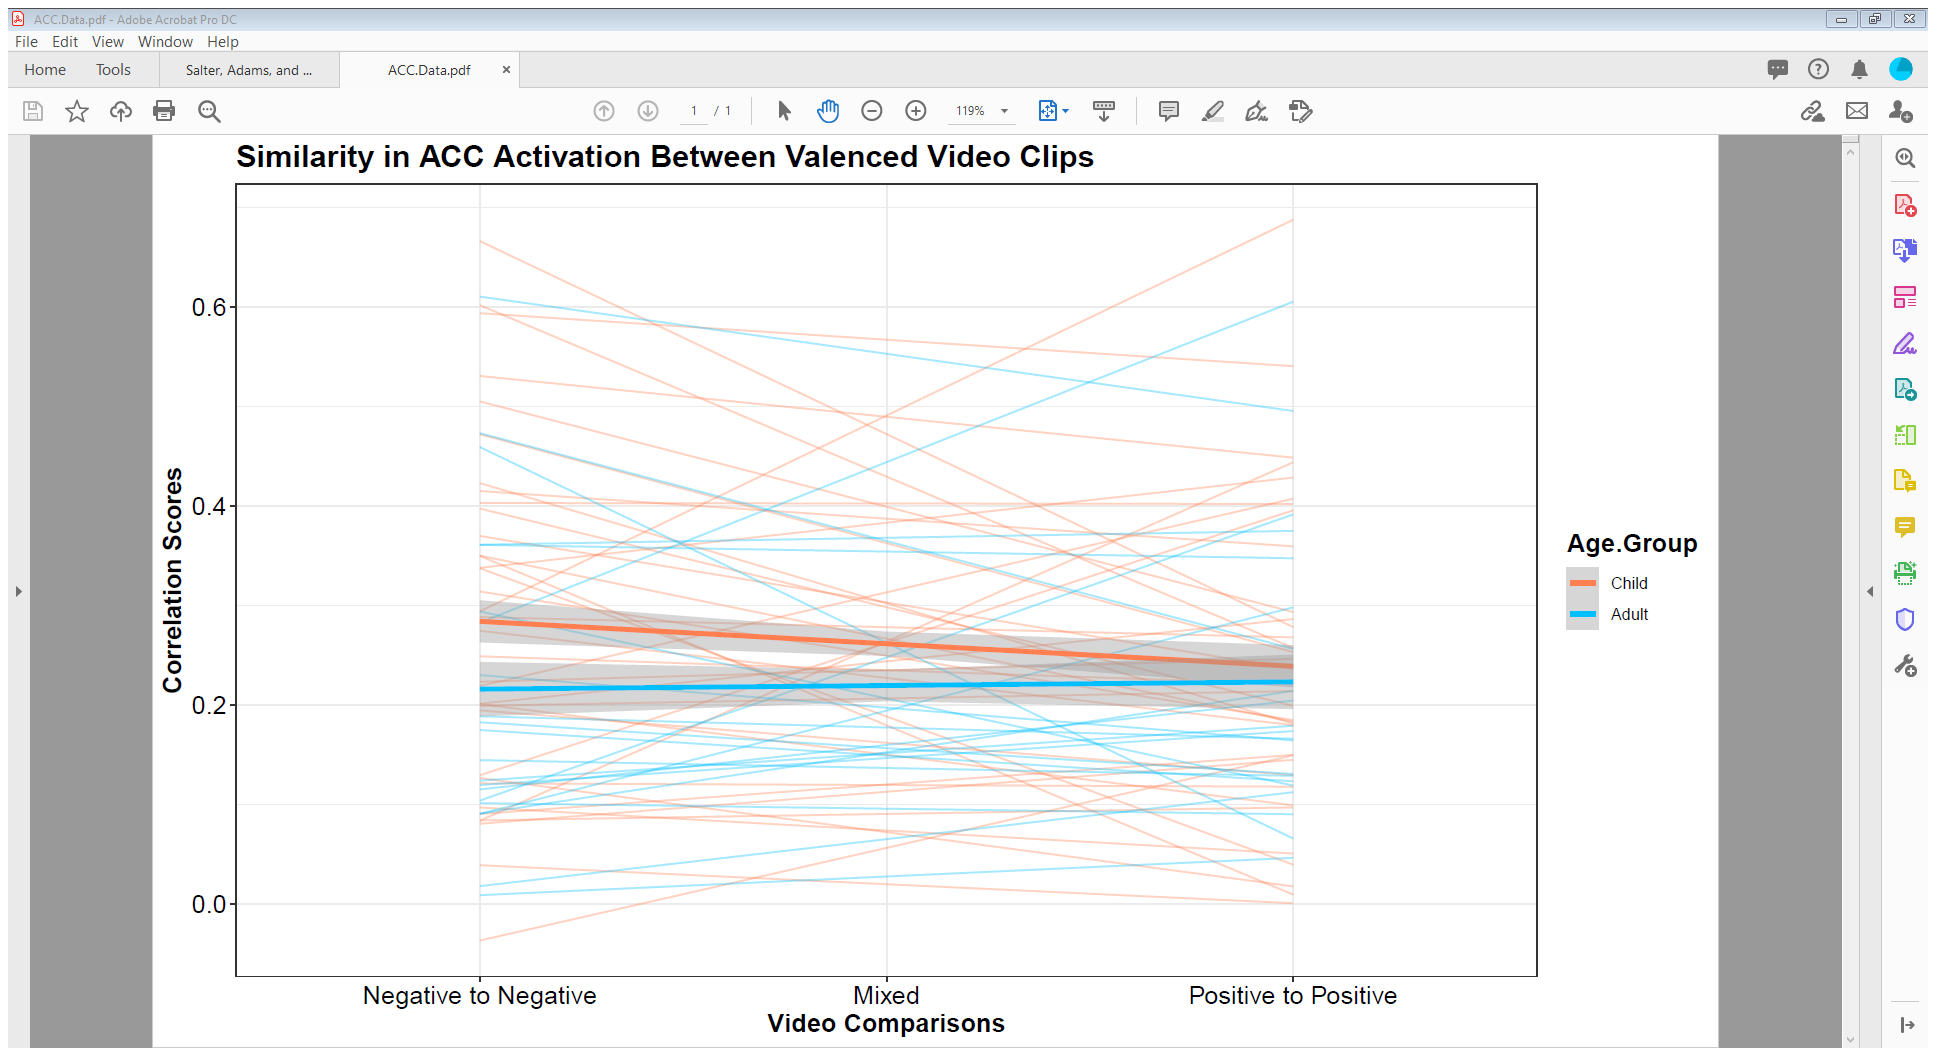 ACC.Data.pdf - Adobe Acrobat Pro DC
File Edit View Window Help
Home Tools Salter, Adams, and ... ACC.Data.pdf ×
1 / 1 119%
Similarity in ACC Activation Between Valenced Video Clips
Correlation Scores
0.6
0.4
0.2
0.0
Negative to Negative Mixed Positive to Positive
Video Comparisons
Age.Group
Child
Adult